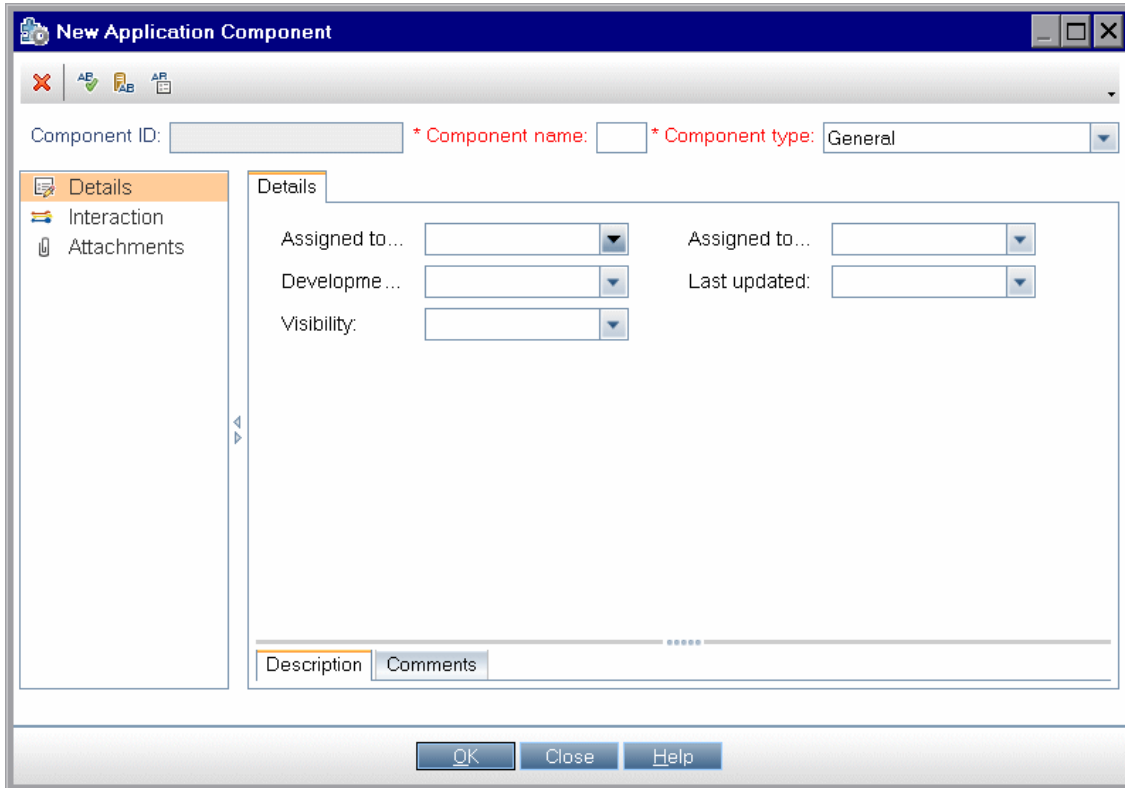 New Application Component
Component ID: * Component name: * Component type: General
Details
Interaction
Attachments
Details
Assigned to... Assigned to...
Developme... Last updated:
Visibility:
Description Comments
OK Close Help